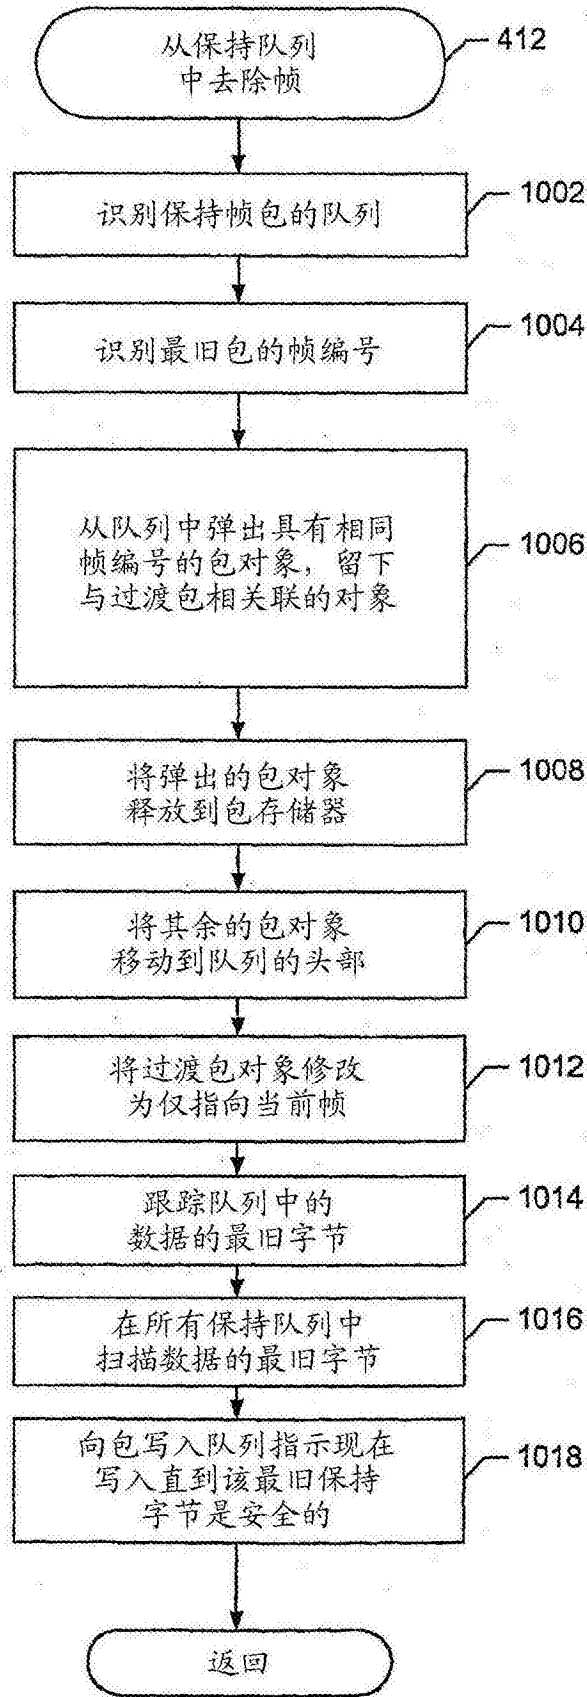 从保持队列
中去除帧
412
识别保持帧包的队列
1002
识别最旧包的帧编号
1004
从队列中弹出具有相同
帧编号的包对象，留下
与过渡包相关联的对象
1006
将弹出的包对象
释放到包存储器
1008
将其余的包对象
移动到队列的头部
1010
将过渡包对象修改
为仅指向当前帧
1012
跟踪队列中的
数据的最旧字节
1014
在所有保持队列中
扫描数据的最旧字节
1016
向包写入队列指示现在
写入直到该最旧保持
字节是安全的
1018
返回